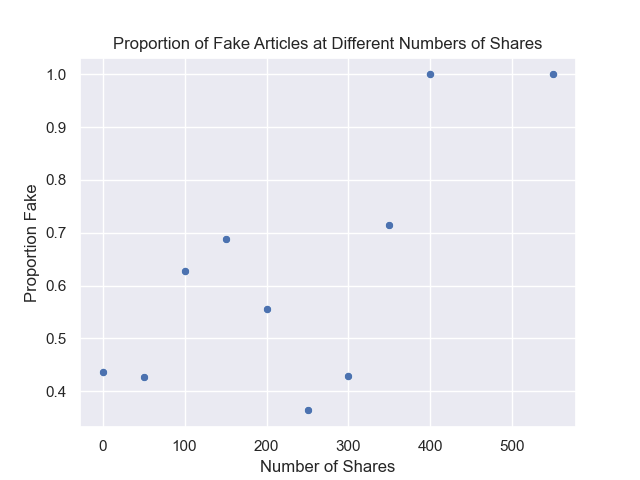 Proportion of Fake Articles at Different Numbers of Shares
1.0
0.9
0.8
0.7
0.6
0.5
0.4
Proportion Fake
0 100 200 300 400 500
Number of Shares